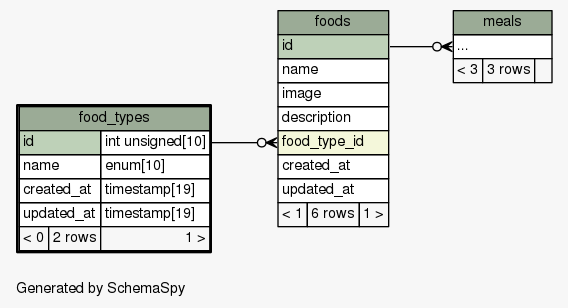 foods
id
name
image
description
food_type_id
created_at
updated_at
< 1 6 rows 1 >
meals
...
< 3 3 rows
food_types
id int unsigned[10]
name enum[10]
created_at timestamp[19]
updated_at timestamp[19]
< 0 2 rows 1 >
Generated by SchemaSpy